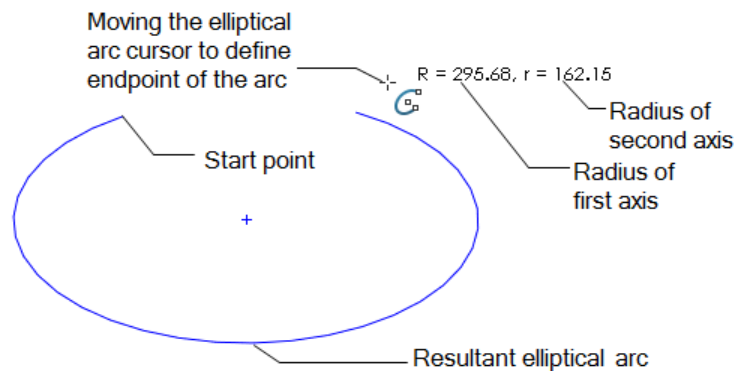 Moving the elliptical
arc cursor to define
endpoint of the arc
R = 295.68, r = 162.15
Radius of
second axis
Start point
Radius of
first axis
Resultant elliptical arc